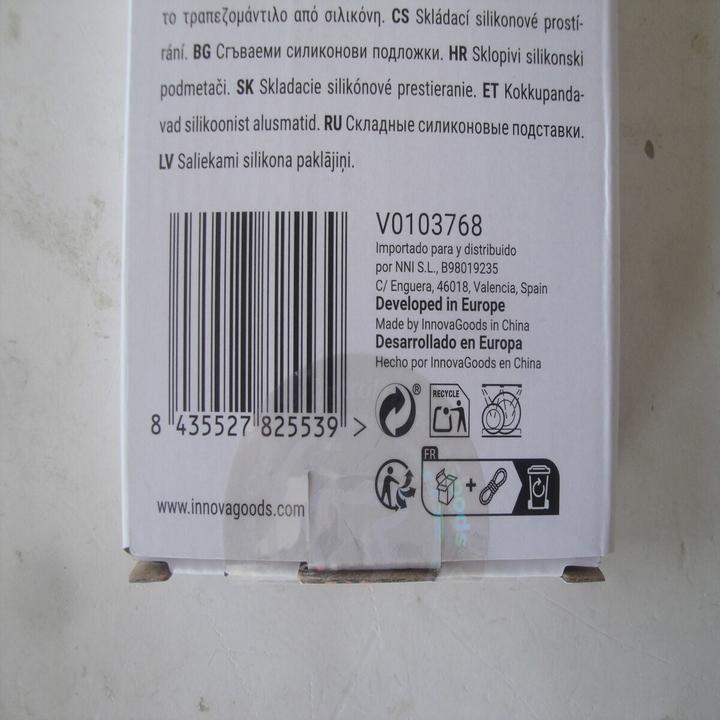 το τραπεζομάντιλο από σιλικόνη. CS Skládací silikonové prostí-
rání. BG Сгъваеми силиконови подложки. HR Sklopivi silikonski
podmetači. SK Skladacie silikónové prestieranie. ET Kokkupanda-
vad silikoonist alusmatid. RU Складные силиконовые подставки.
LV Saliekami silikona paklājiņi.
V0103768
Importado para y distribuido
por NNI S.L., B98019235
C/ Enguera, 46018, Valencia, Spain
Developed in Europe
Made by InnovaGoods in China
Desarrollado en Europa
Hecho por InnovaGoods en China
8 435527 825539 >
®
RECYCLE
FR
+
www.innovagoods.com